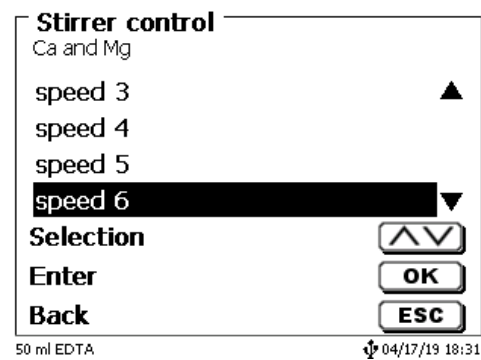 Stirrer control
Ca and Mg
speed 3
speed 4
speed 5
speed 6
Selection
Enter OK
Back ESC
50 ml EDTA 04/17/19 18:31